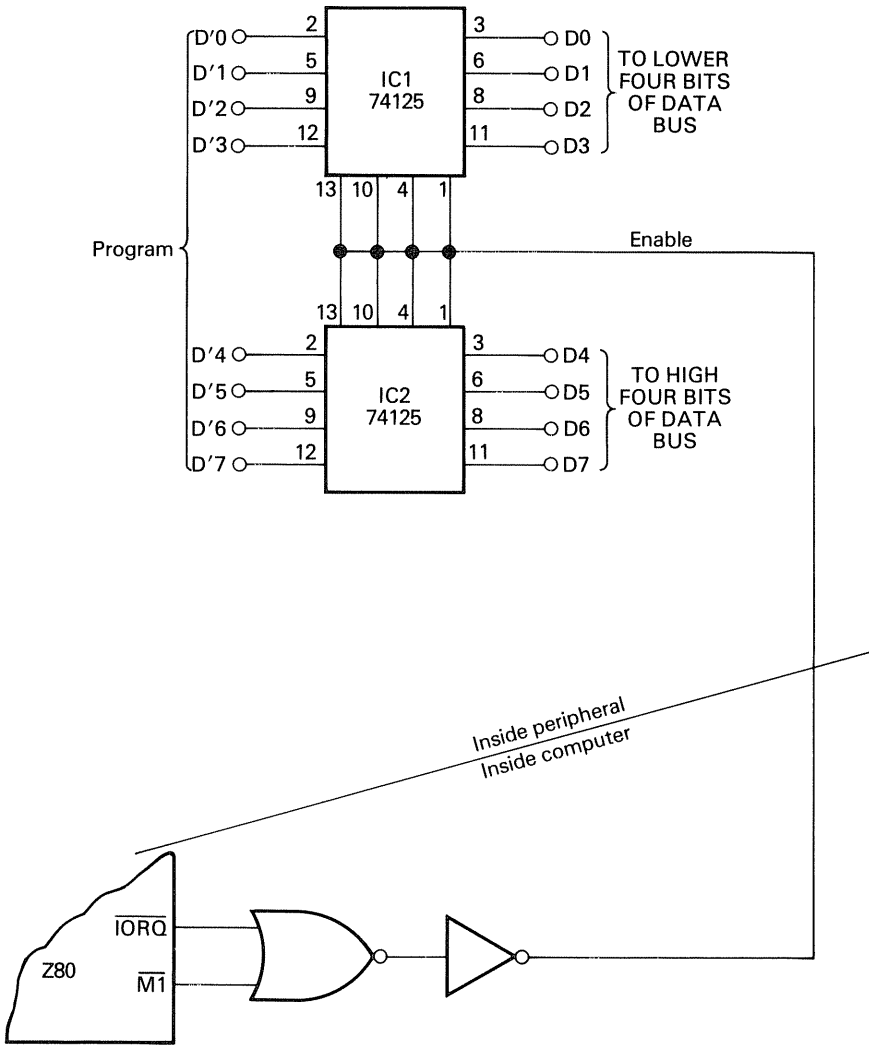 D′0 2 3 D0
D′1 5 6 D1
D′2 9 8 D2
D′3 12 11 D3
IC1
74125
TO LOWER
FOUR BITS
OF DATA
BUS
13 10 4 1
Program
Enable
13 10 4 1
D′4 2 3 D4
D′5 5 6 D5
D′6 9 8 D6
D′7 12 11 D7
IC2
74125
TO HIGH
FOUR BITS
OF DATA
BUS
Inside peripheral
Inside computer
IORQ
Z80
M1